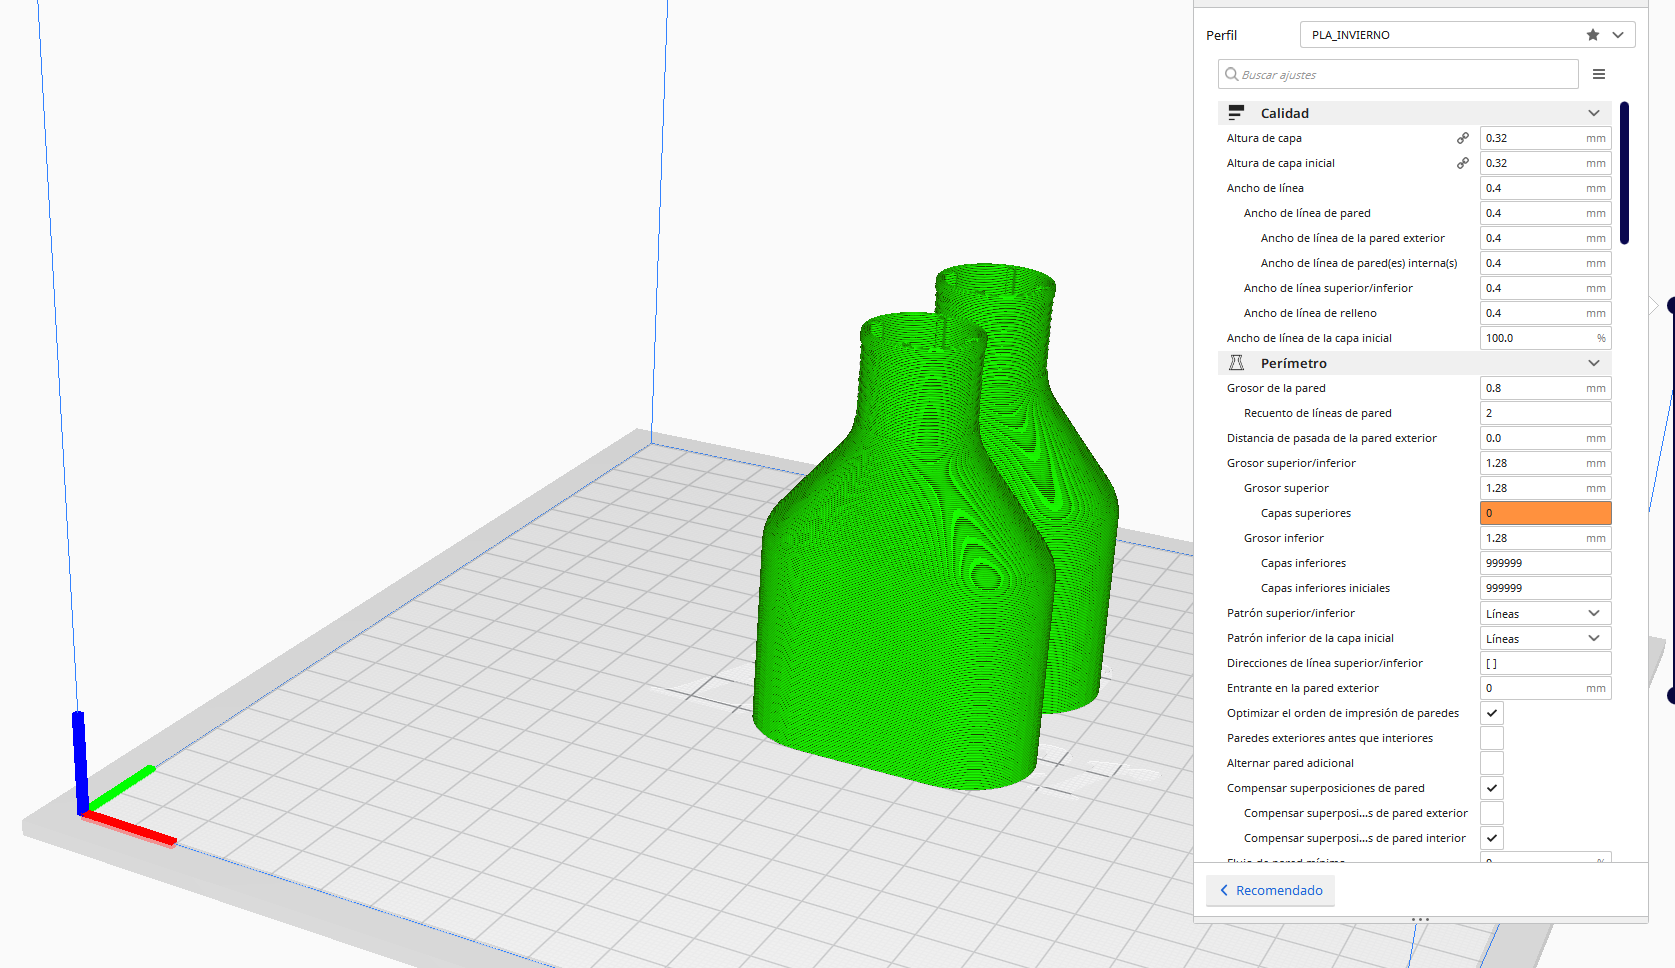 Perfil PLA_INVIERNO
Buscar ajustes
Calidad
Altura de capa 0.32 mm
Altura de capa inicial 0.32 mm
Ancho de línea 0.4 mm
Ancho de línea de pared 0.4 mm
Ancho de línea de la pared exterior 0.4 mm
Ancho de línea de pared(es) interna(s) 0.4 mm
Ancho de línea superior/inferior 0.4 mm
Ancho de línea de relleno 0.4 mm
Ancho de línea de la capa inicial 100.0 %
Perímetro
Grosor de la pared 0.8 mm
Recuento de líneas de pared 2
Distancia de pasada de la pared exterior 0.0 mm
Grosor superior/inferior 1.28 mm
Grosor superior 1.28 mm
Capas superiores 0
Grosor inferior 1.28 mm
Capas inferiores 999999
Capas inferiores iniciales 999999
Patrón superior/inferior Líneas
Patrón inferior de la capa inicial Líneas
Direcciones de línea superior/inferior [ ]
Entrante en la pared exterior 0 mm
Optimizar el orden de impresión de paredes
Paredes exteriores antes que interiores
Alternar pared adicional
Compensar superposiciones de pared
Compensar superposi...s de pared exterior
Compensar superposi...s de pared interior
Flujo de pared mínimo 0 %
Recomendado